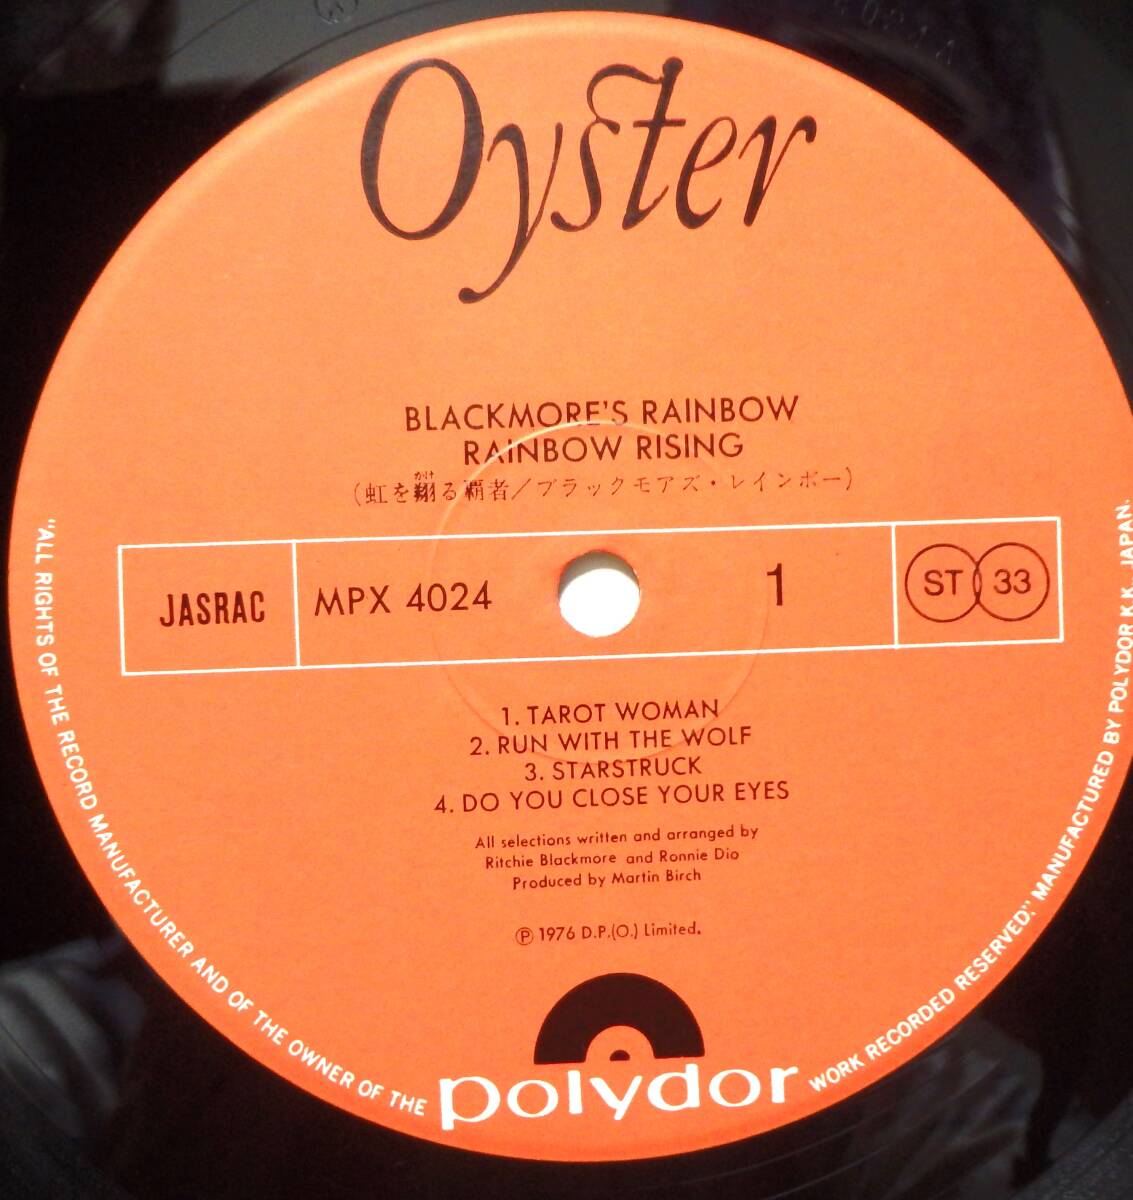 Oyster
BLACKMORE'S RAINBOW
RAINBOW RISING
かけ
(虹を翔る覇者/ブラックモアズ・レインボー)
JASRAC
MPX 4024
1
ST 33
1. TAROT WOMAN
2. RUN WITH THE WOLF
3. STARSTRUCK
4. DO YOU CLOSE YOUR EYES
All selections written and arranged by
Ritchie Blackmore and Ronnie Dio
Produced by Martin Birch
Ⓟ 1976 D.P.(O.) Limited.
polydor
"ALL RIGHTS OF THE RECORD MANUFACTURER AND OF THE OWNER OF THE WORK RECORDED RESERVED." MANUFACTURED BY POLYDOR K.K., JAPAN.